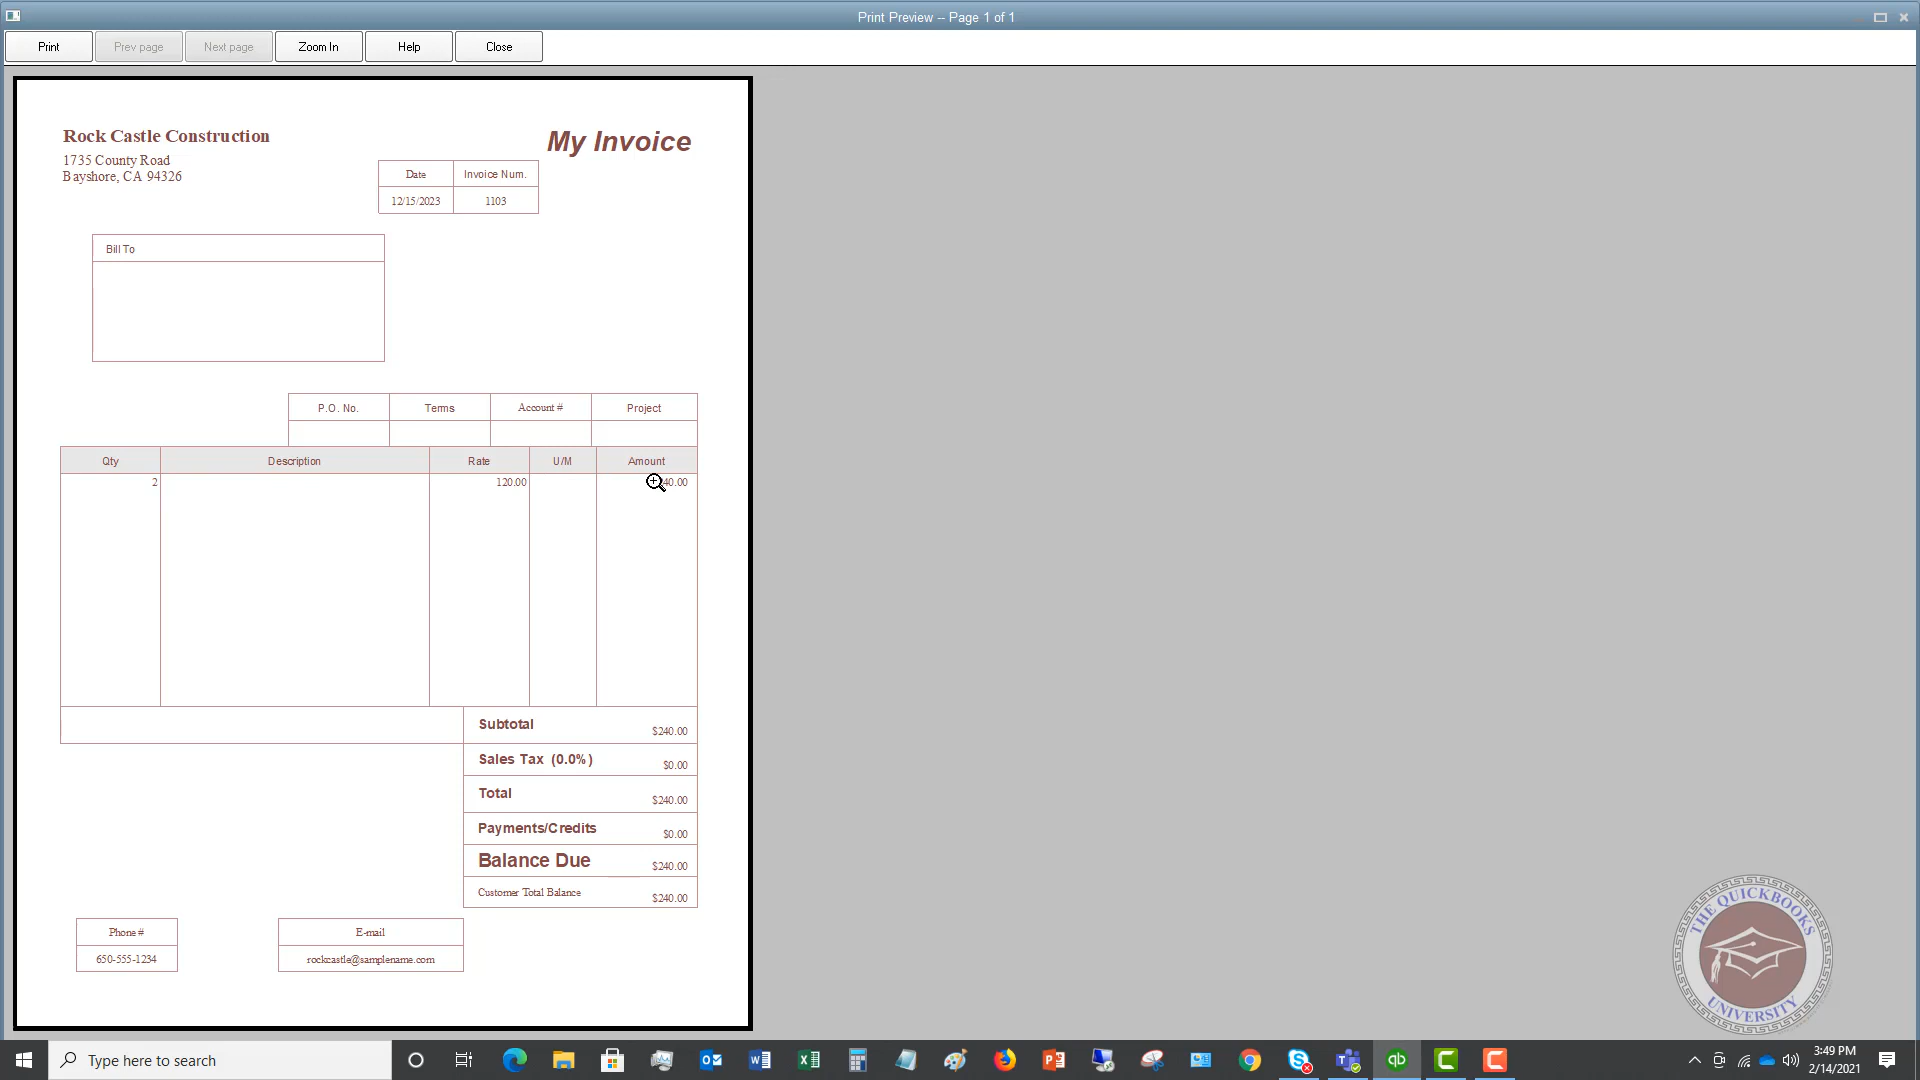 Print Preview -- Page 1 of 1
Print
Prev page
Next page
Zoom In
Help
Close
Rock Castle Construction
1735 County Road
Bayshore, CA 94326
My Invoice
Date
Invoice Num.
12/15/2023
1103
Bill To
P.O. No.
Terms
Account #
Project
Qty
Description
Rate
U/M
Amount
2
120.00
Subtotal
$240.00
Sales Tax (0.0%)
$0.00
Total
$240.00
Payments/Credits
$0.00
Balance Due
$240.00
Customer Total Balance
$240.00
Phone #
E-mail
650-555-1234
rockcastle@samplename.com
THE QUICKBOOKS
UNIVERSITY
Type here to search
qb
3:49 PM
2/14/2021